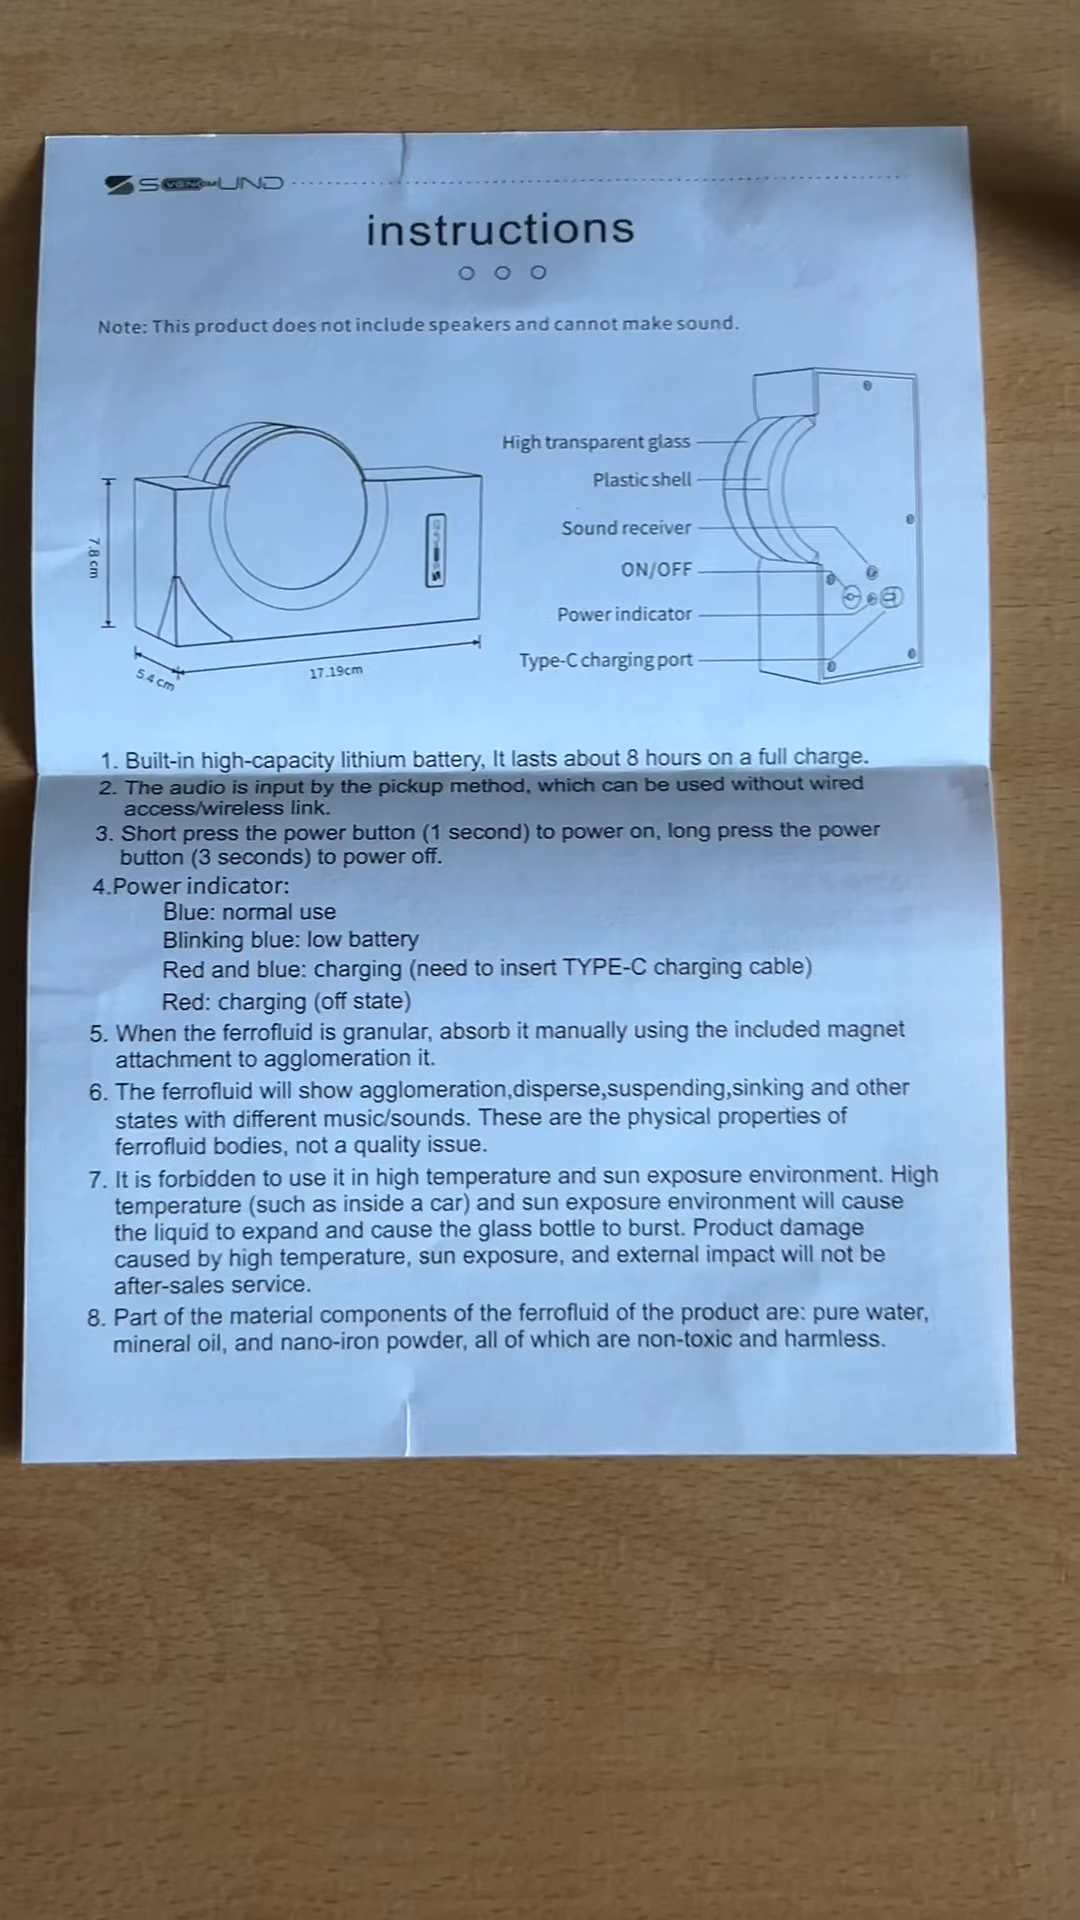 SVENOMUND
instructions
Note: This product does not include speakers and cannot make sound.
High transparent glass
Plastic shell
Sound receiver
ON/OFF
Power indicator
Type-C charging port
7.8 cm
5.4 cm
17.19cm
1. Built-in high-capacity lithium battery, It lasts about 8 hours on a full charge.
2. The audio is input by the pickup method, which can be used without wired
access/wireless link.
3. Short press the power button (1 second) to power on, long press the power
button (3 seconds) to power off.
4.Power indicator:
Blue: normal use
Blinking blue: low battery
Red and blue: charging (need to insert TYPE-C charging cable)
Red: charging (off state)
5. When the ferrofluid is granular, absorb it manually using the included magnet
attachment to agglomeration it.
6. The ferrofluid will show agglomeration,disperse,suspending,sinking and other
states with different music/sounds. These are the physical properties of
ferrofluid bodies, not a quality issue.
7. It is forbidden to use it in high temperature and sun exposure environment. High
temperature (such as inside a car) and sun exposure environment will cause
the liquid to expand and cause the glass bottle to burst. Product damage
caused by high temperature, sun exposure, and external impact will not be
after-sales service.
8. Part of the material components of the ferrofluid of the product are: pure water,
mineral oil, and nano-iron powder, all of which are non-toxic and harmless.